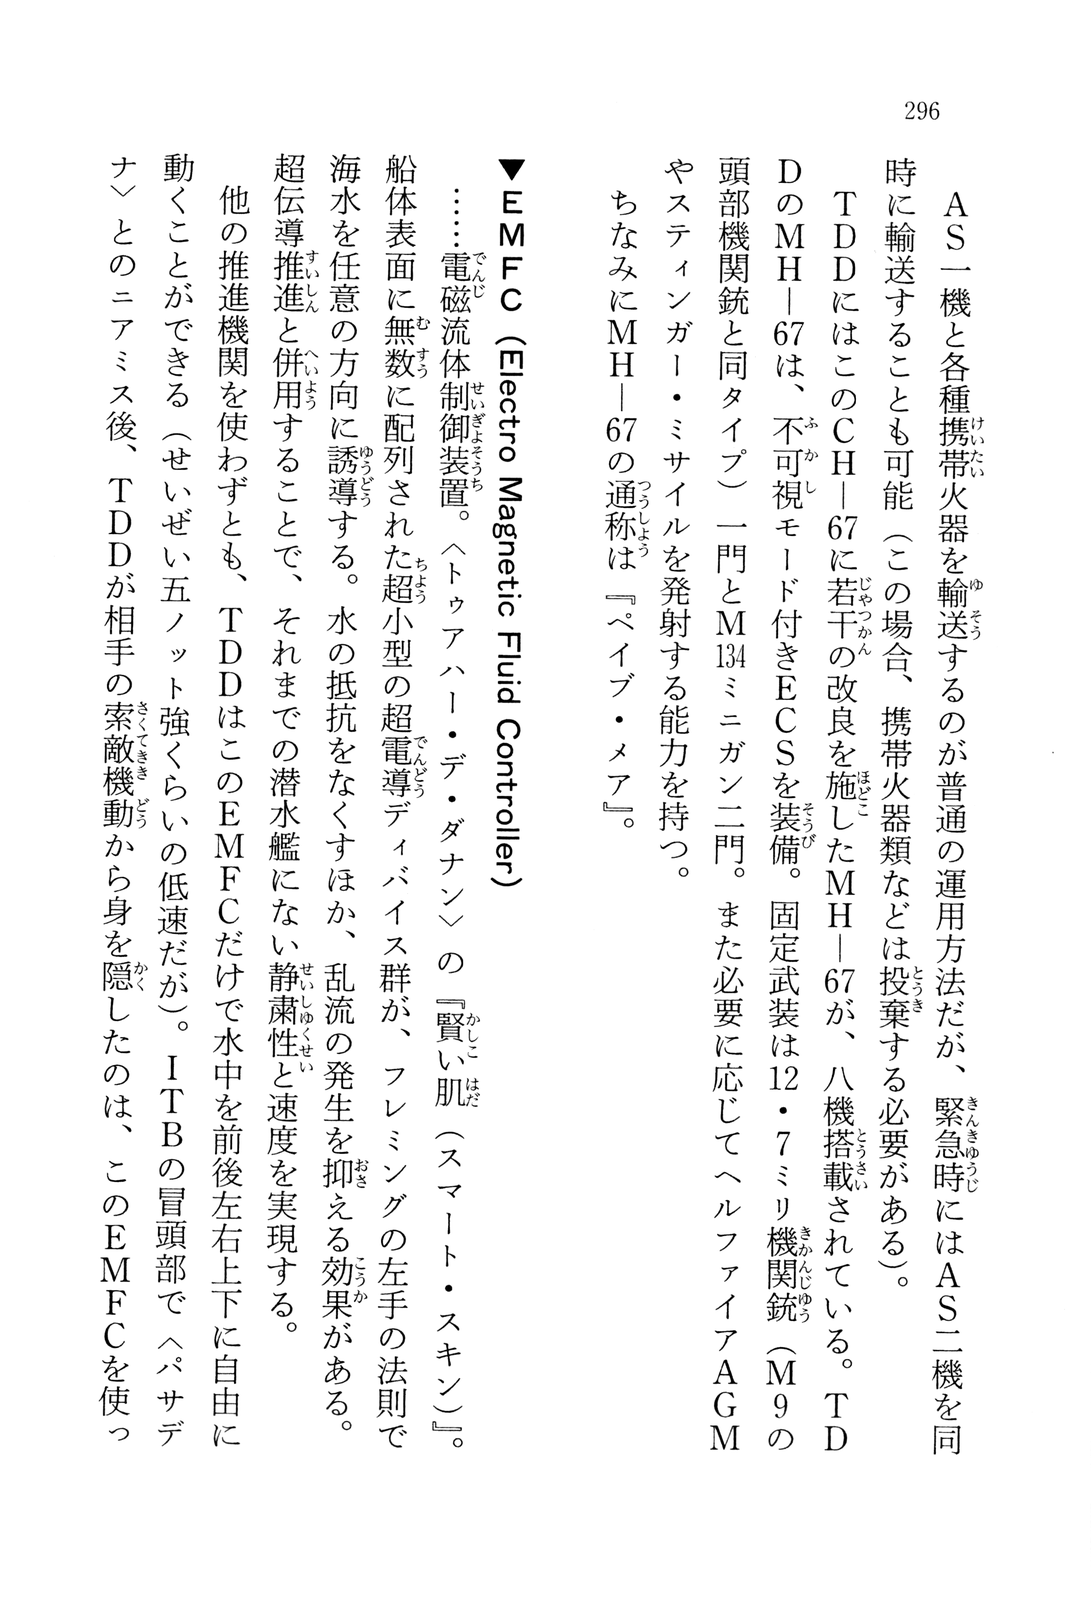 296
ＡＳ一機と各種携帯火器を輸送するのが普通の運用方法だが、緊急時にはＡＳ二機を同
時に輸送することも可能（この場合、携帯火器類などは投棄する必要がある）。
ＴＤＤにはこのＣＨ―67に若干の改良を施したＭＨ―67が、八機搭載されている。ＴＤ
ＤのＭＨ―67は、不可視モード付きＥＣＳを装備。固定武装は12・7ミリ機関銃（Ｍ９の
頭部機関銃と同タイプ）一門とＭ134ミニガン二門。また必要に応じてヘルファイアＡＧＭ
やスティンガー・ミサイルを発射する能力を持つ。
ちなみにＭＨ―67の通称は『ペイブ・メア』。
▼ＥＭＦＣ（Electro Magnetic Fluid Controller）
……電磁流体制御装置。〈トゥアハー・デ・ダナン〉の『賢い肌（スマート・スキン）』。
船体表面に無数に配列された超小型の超電導ディバイス群が、フレミングの左手の法則で
海水を任意の方向に誘導する。水の抵抗をなくすほか、乱流の発生を抑える効果がある。
超伝導推進と併用することで、それまでの潜水艦にない静粛性と速度を実現する。
他の推進機関を使わずとも、ＴＤＤはこのＥＭＦＣだけで水中を前後左右上下に自由に
動くことができる（せいぜい五ノット強くらいの低速だが）。ＩＴＢの冒頭部で〈パサデ
ナ〉とのニアミス後、ＴＤＤが相手の索敵機動から身を隠したのは、このＥＭＦＣを使っ